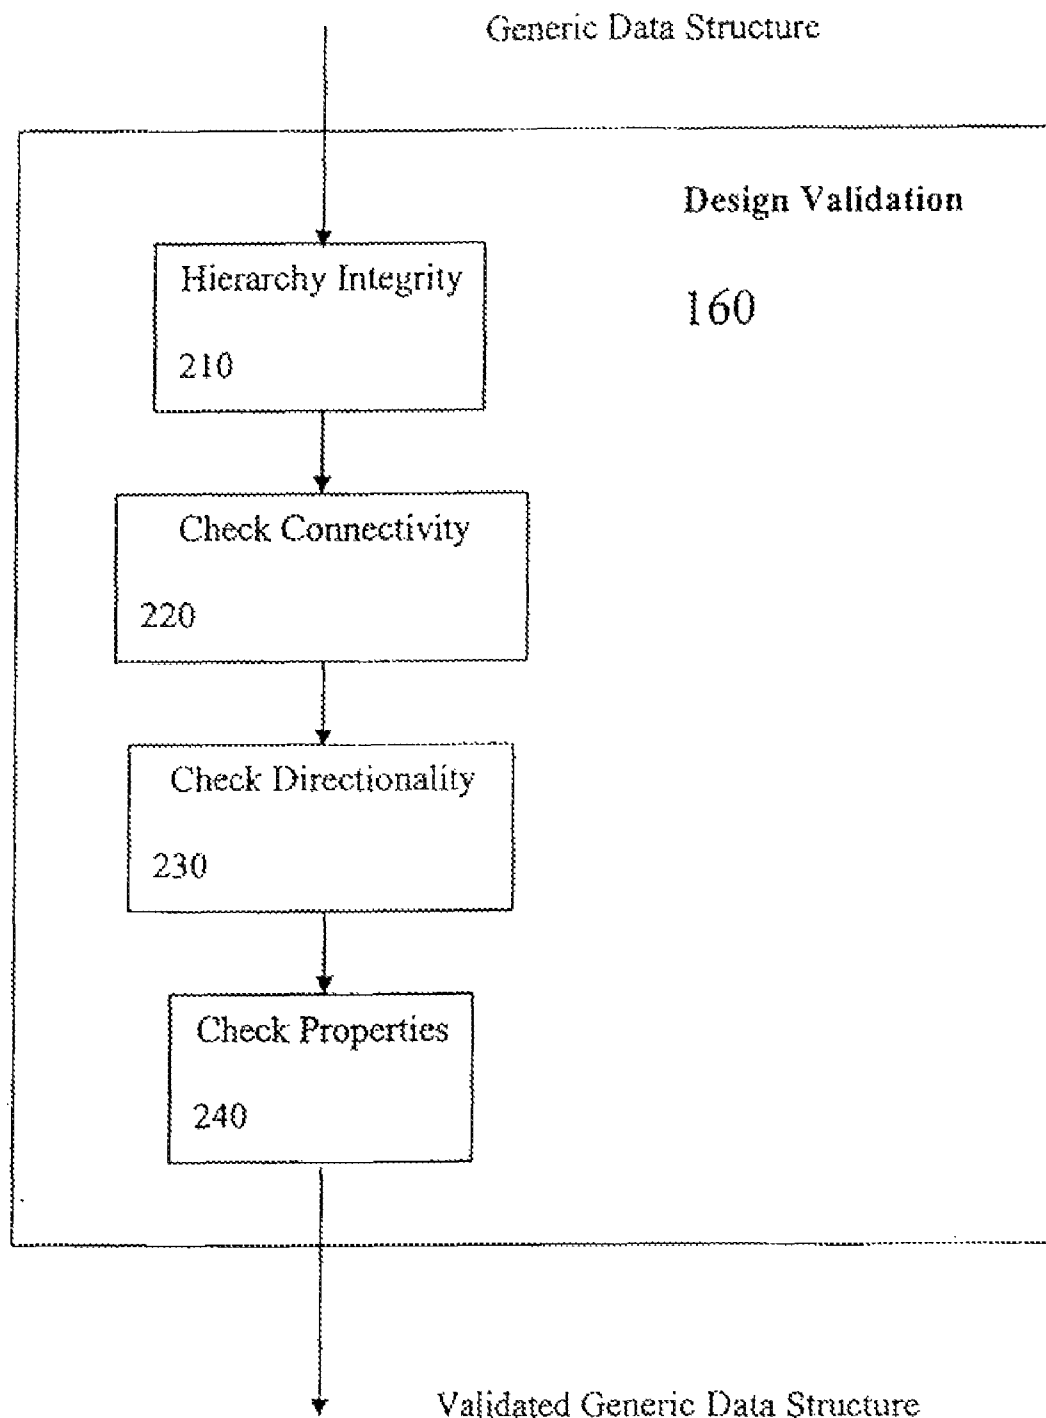 Generic Data Structure
Design Validation
160
Hierarchy Integrity
210
Check Connectivity
220
Check Directionality
230
Check Properties
240
Validated Generic Data Structure